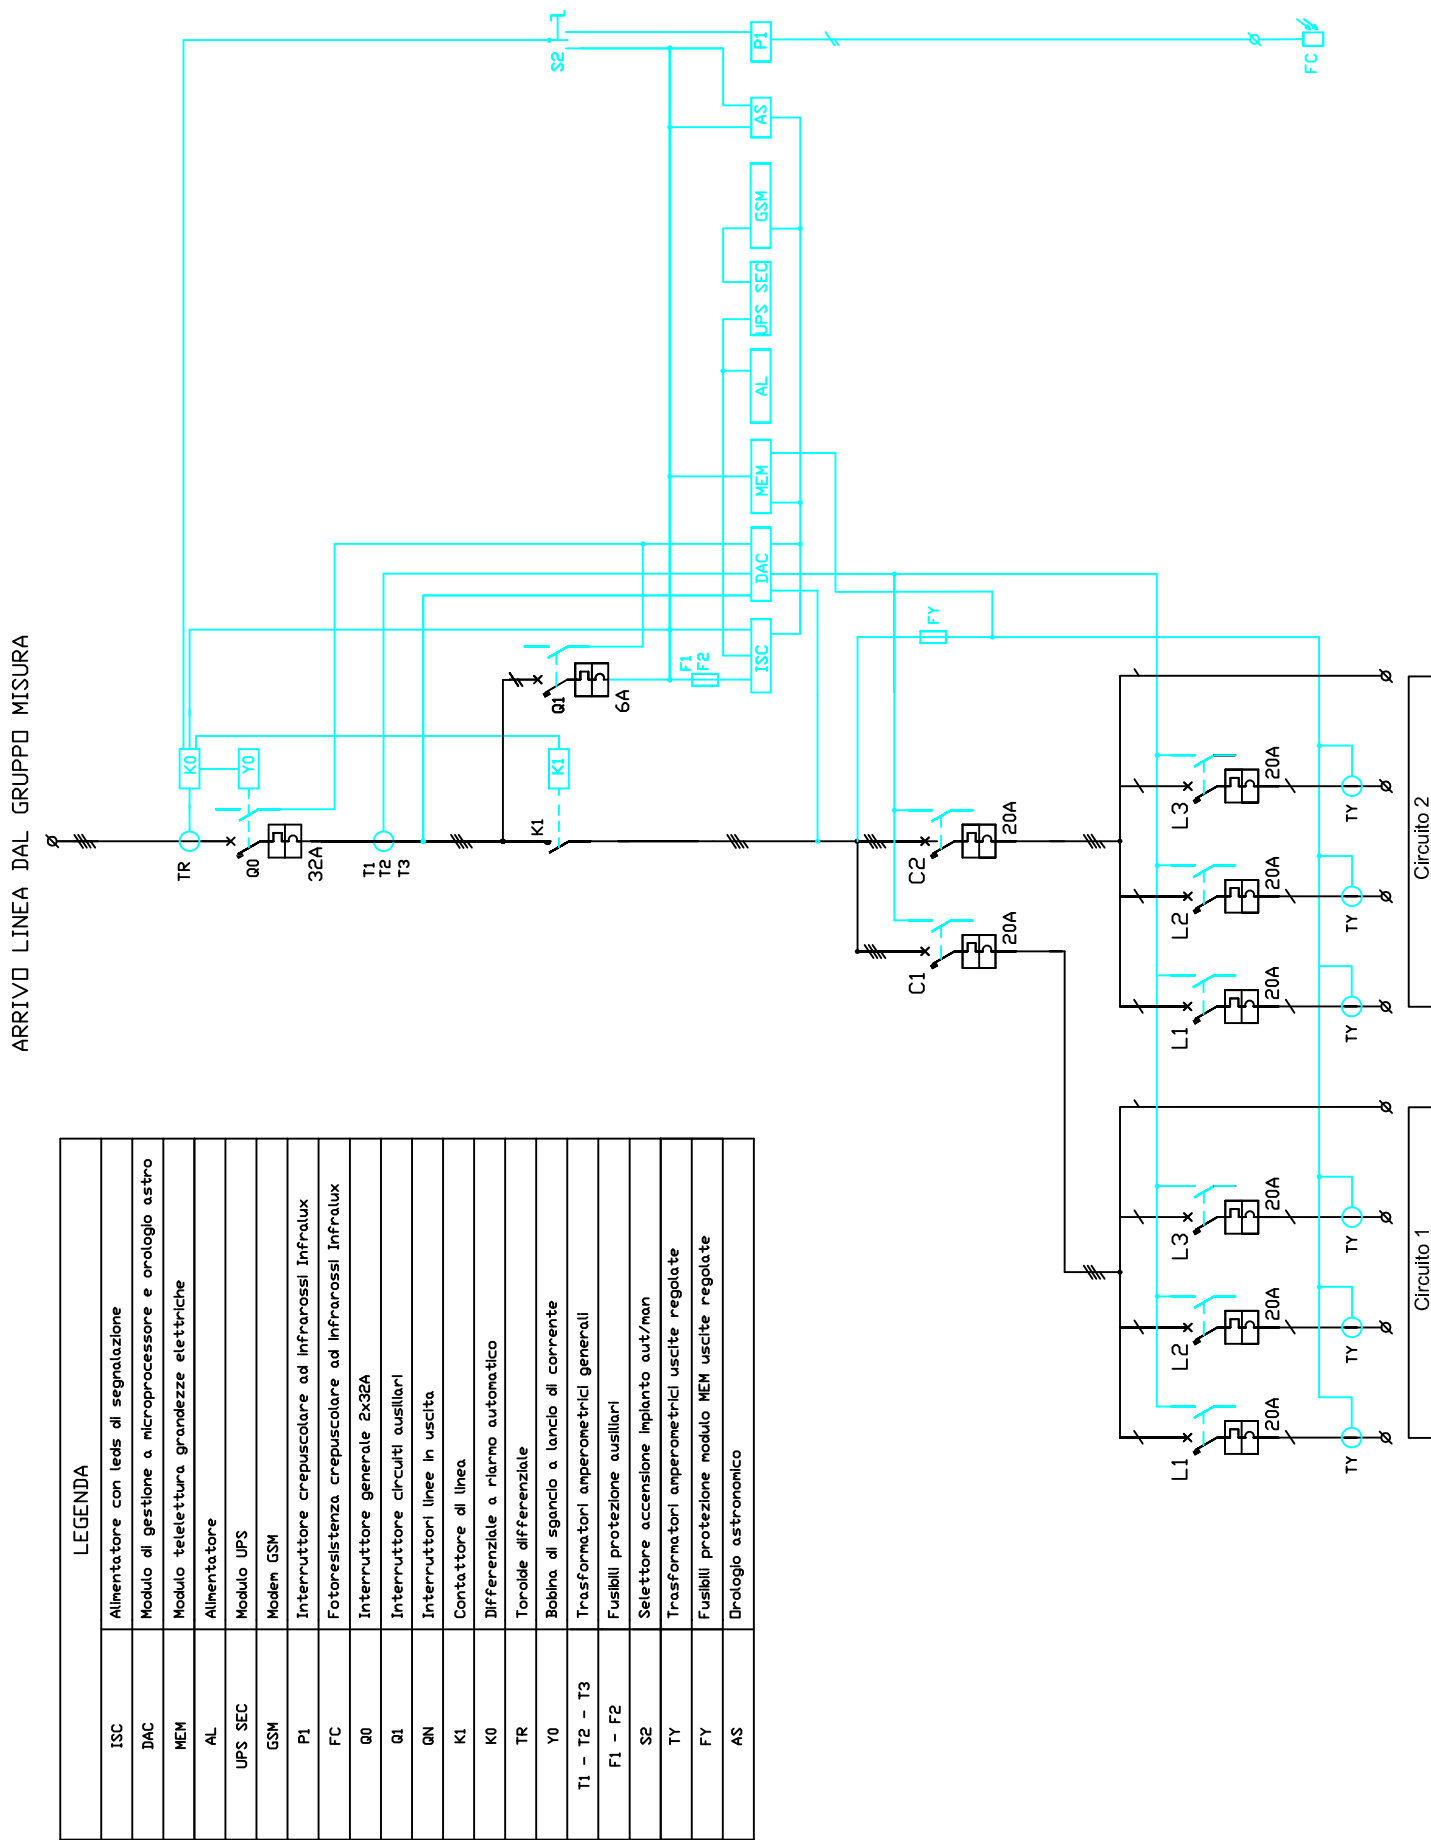 ARRIVO LINEA DAL GRUPPO MISURA
TR
K0
Y0
Q0
32A
T1
T2
T3
K1
K1
Q1
6A
F1
F2
S2
ISC
DAC
MEM
AL
UPS SEC
GSM
AS
P1
FC
FY
C1
20A
C2
20A
L1
20A
L2
20A
L3
20A
L1
20A
L2
20A
L3
20A
TY
TY
TY
TY
TY
TY
Circuito 1
Circuito 2
LEGENDA
ISC Alimentatore con leds di segnalazione
DAC Modulo di gestione a microprocessore e orologio astro
MEM Modulo telelettura grandezze elettriche
AL Alimentatore
UPS SEC Modulo UPS
GSM Modem GSM
P1 Interruttore crepuscolare ad infrarossi Infralux
FC Fotoresistenza crepuscolare ad infrarossi Infralux
Q0 Interruttore generale 2x32A
Q1 Interruttore circuiti ausiliari
QN Interruttori linee in uscita
K1 Contattore di linea
K0 Differenziale a riarmo automatico
TR Toroide differenziale
Y0 Bobina di sgancio a lancio di corrente
T1 - T2 - T3 Trasformatori amperometrici generali
F1 - F2 Fusibili protezione ausiliari
S2 Selettore accensione impianto aut/man
TY Trasformatori amperometrici uscite regolate
FY Fusibili protezione modulo MEM uscite regolate
AS Orologio astronomico